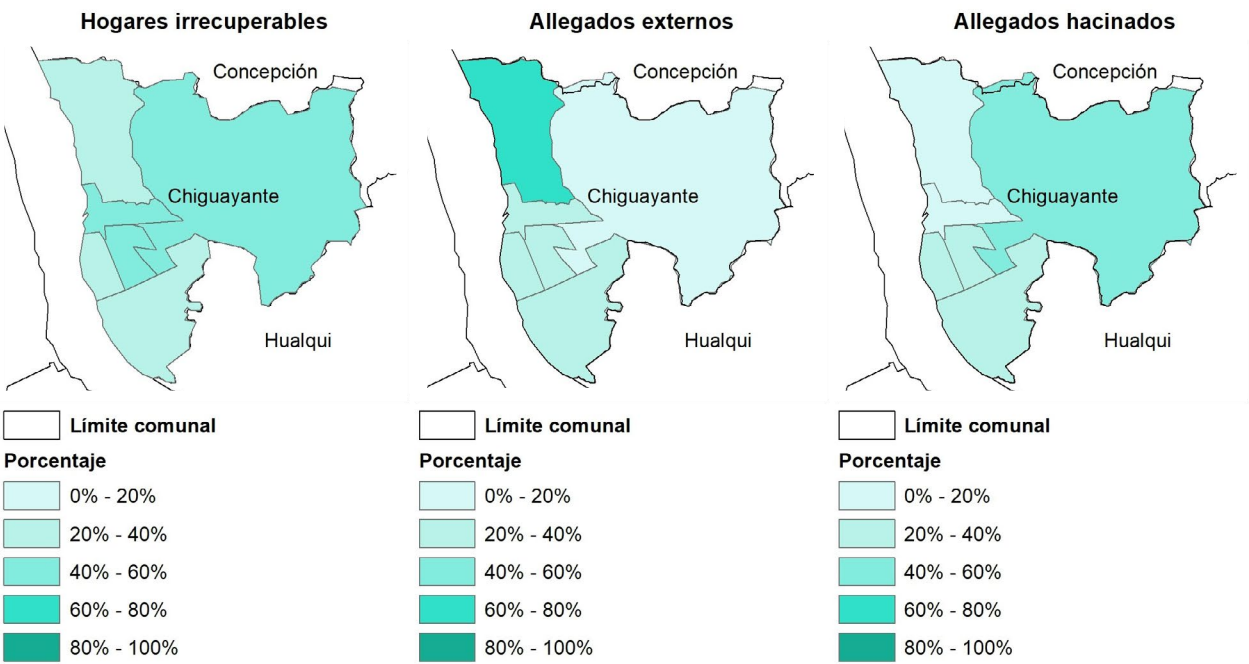 Hogares irrecuperables
Concepción
Chiguayante
Hualqui
Límite comunal
Porcentaje
0% - 20%
20% - 40%
40% - 60%
60% - 80%
80% - 100%
Allegados externos
Concepción
Chiguayante
Hualqui
Límite comunal
Porcentaje
0% - 20%
20% - 40%
40% - 60%
60% - 80%
80% - 100%
Allegados hacinados
Concepción
Chiguayante
Hualqui
Límite comunal
Porcentaje
0% - 20%
20% - 40%
40% - 60%
60% - 80%
80% - 100%